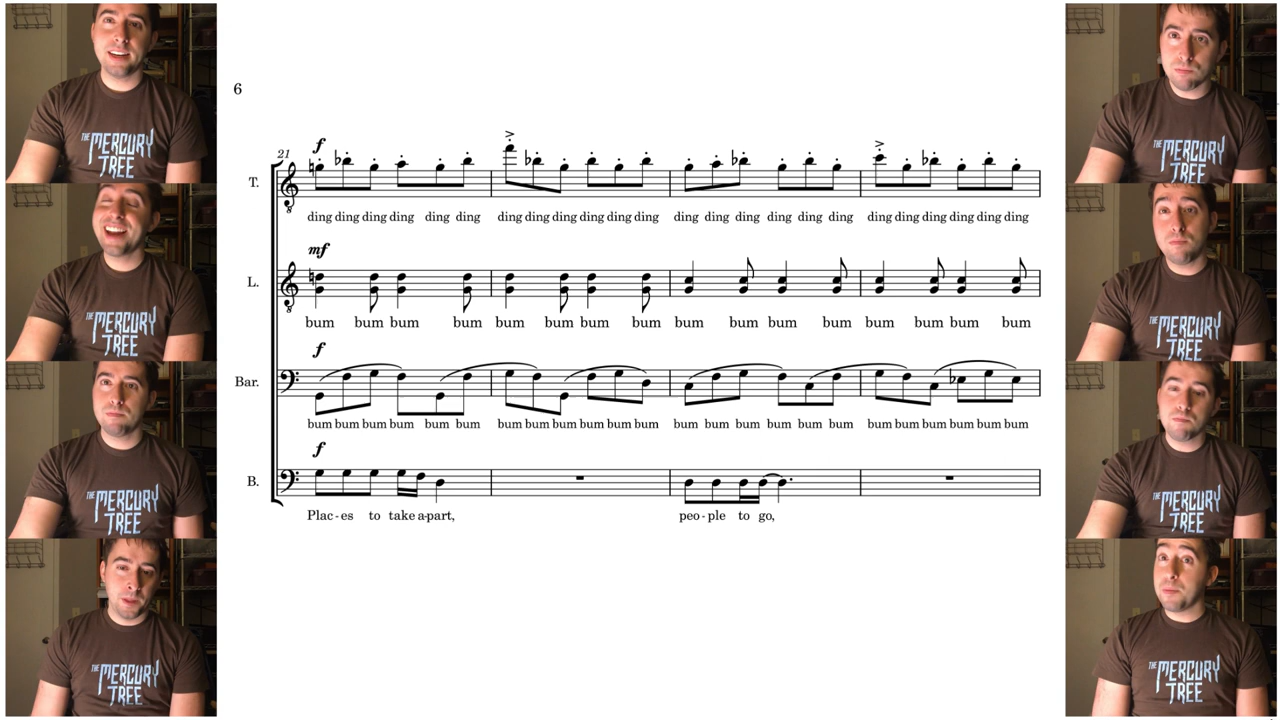 THE MERCURY TREE
THE MERCURY TREE
THE MERCURY TREE
THE MERCURY TREE
6
21
f
T.
ding ding ding ding ding ding ding ding ding ding ding ding ding ding ding ding ding ding ding ding ding ding ding ding
mf
L.
bum bum bum bum bum bum bum bum bum bum bum bum bum bum bum bum
f
Bar.
bum bum bum bum bum bum bum bum bum bum bum bum bum bum bum bum bum bum bum bum bum bum bum bum
f
B.
Plac - es to take a-part, peo - ple to go,
THE MERCURY TREE
THE MERCURY TREE
THE MERCURY TREE
THE MERCURY TREE